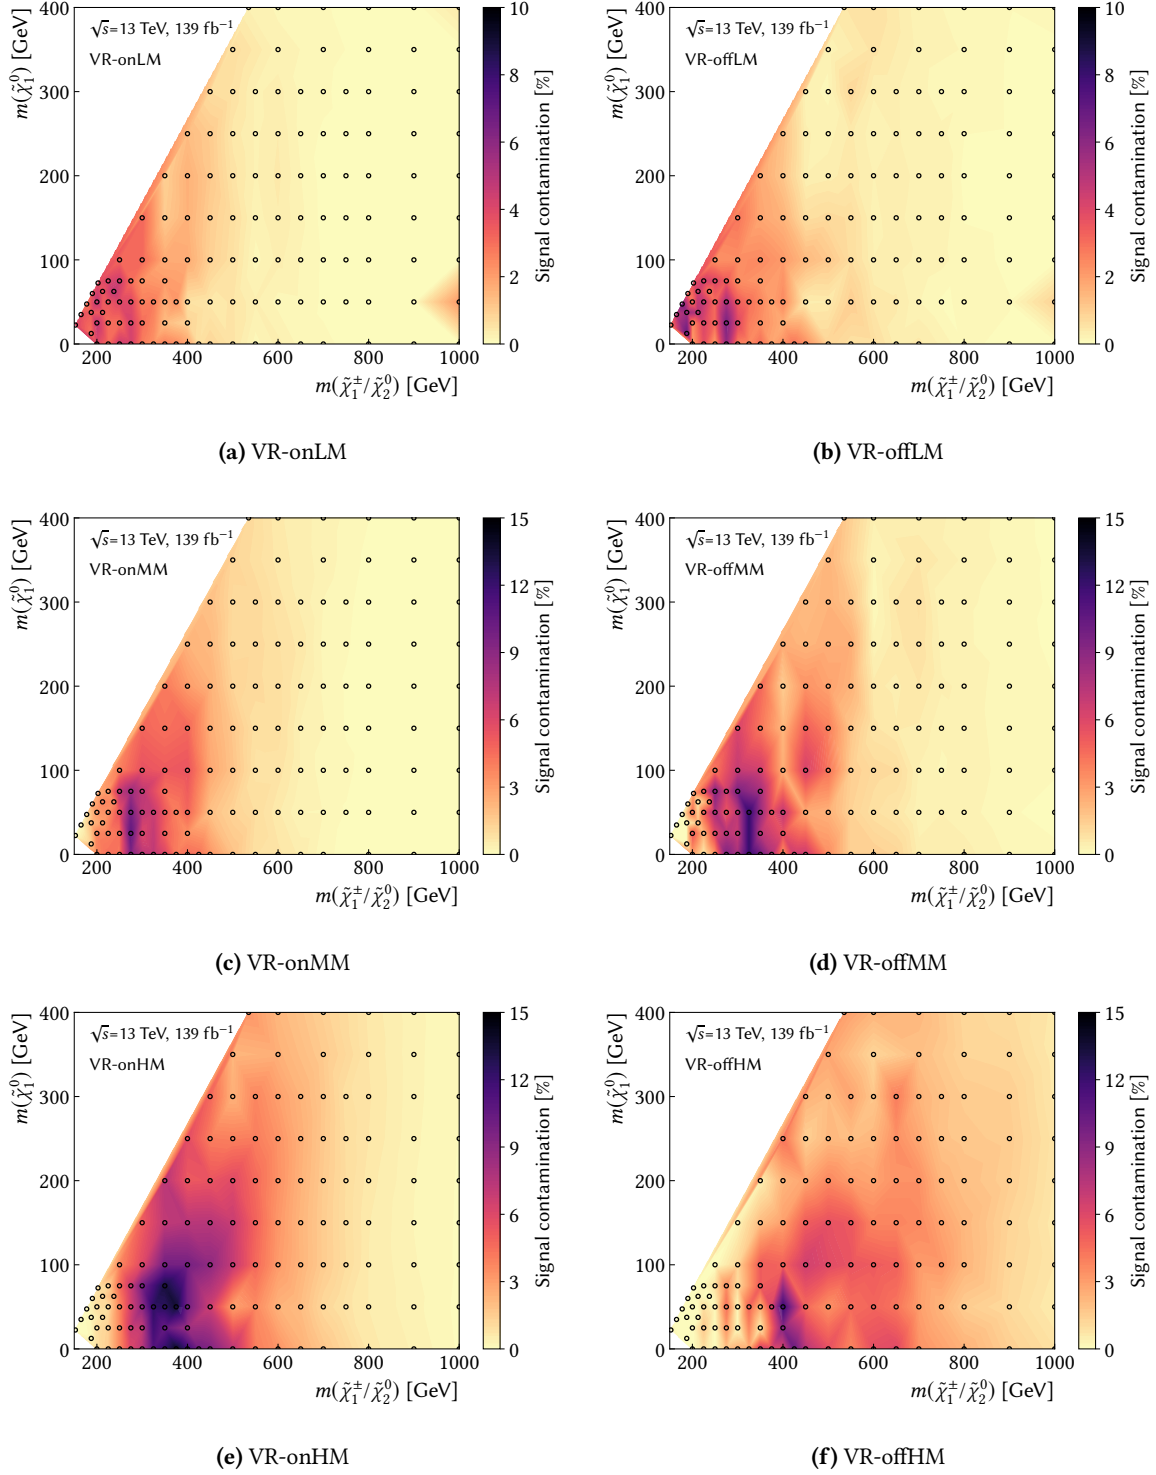 √s=13 TeV, 139 fb⁻¹
VR-onLM
m(χ̃₁⁰) [GeV]
400
300
200
100
0
200 400 600 800 1000
m(χ̃₁±/χ̃₂⁰) [GeV]
10
8
6
4
2
0
Signal contamination [%]
(a) VR-onLM
√s=13 TeV, 139 fb⁻¹
VR-offLM
m(χ̃₁⁰) [GeV]
400
300
200
100
0
200 400 600 800 1000
m(χ̃₁±/χ̃₂⁰) [GeV]
10
8
6
4
2
0
Signal contamination [%]
(b) VR-offLM
√s=13 TeV, 139 fb⁻¹
VR-onMM
m(χ̃₁⁰) [GeV]
400
300
200
100
0
200 400 600 800 1000
m(χ̃₁±/χ̃₂⁰) [GeV]
15
12
9
6
3
0
Signal contamination [%]
(c) VR-onMM
√s=13 TeV, 139 fb⁻¹
VR-offMM
m(χ̃₁⁰) [GeV]
400
300
200
100
0
200 400 600 800 1000
m(χ̃₁±/χ̃₂⁰) [GeV]
15
12
9
6
3
0
Signal contamination [%]
(d) VR-offMM
√s=13 TeV, 139 fb⁻¹
VR-onHM
m(χ̃₁⁰) [GeV]
400
300
200
100
0
200 400 600 800 1000
m(χ̃₁±/χ̃₂⁰) [GeV]
15
12
9
6
3
0
Signal contamination [%]
(e) VR-onHM
√s=13 TeV, 139 fb⁻¹
VR-offHM
m(χ̃₁⁰) [GeV]
400
300
200
100
0
200 400 600 800 1000
m(χ̃₁±/χ̃₂⁰) [GeV]
15
12
9
6
3
0
Signal contamination [%]
(f) VR-offHM